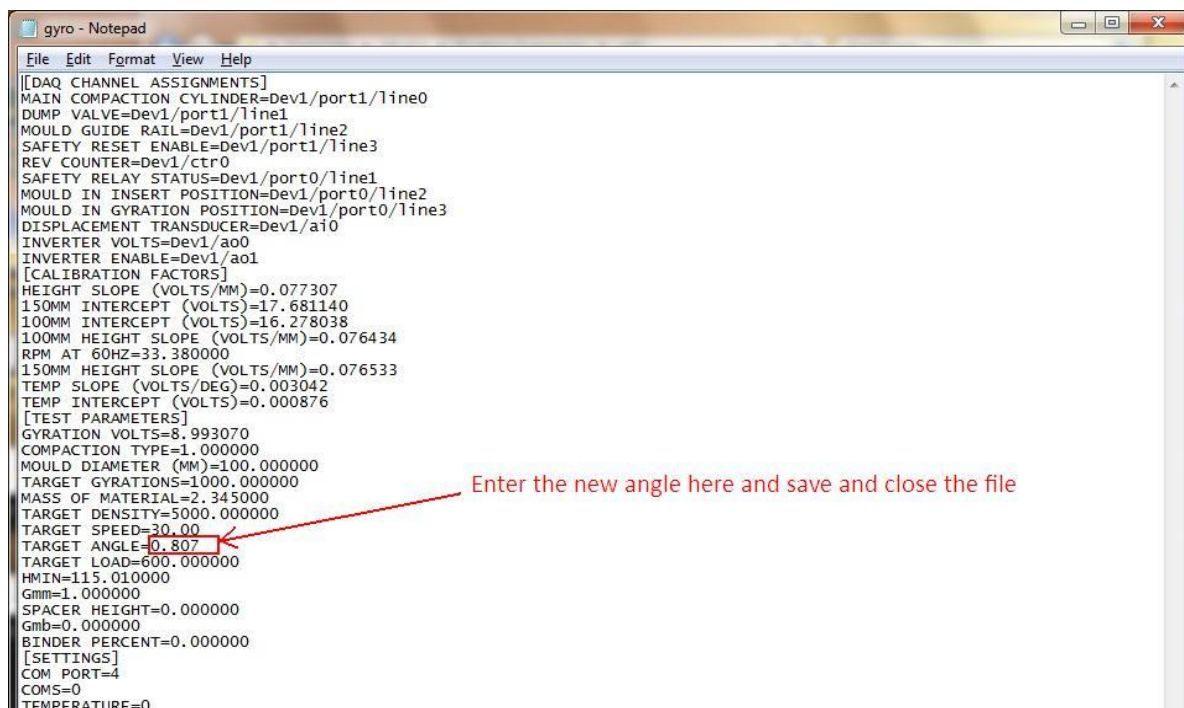 gyro - Notepad
File Edit Format View Help
[DAQ CHANNEL ASSIGNMENTS]
MAIN COMPACTION CYLINDER=Dev1/port1/line0
DUMP VALVE=Dev1/port1/line1
MOULD GUIDE RAIL=Dev1/port1/line2
SAFETY RESET ENABLE=Dev1/port1/line3
REV COUNTER=Dev1/ctr0
SAFETY RELAY STATUS=Dev1/port0/line1
MOULD IN INSERT POSITION=Dev1/port0/line2
MOULD IN GYRATION POSITION=Dev1/port0/line3
DISPLACEMENT TRANSDUCER=Dev1/ai0
INVERTER VOLTS=Dev1/ao0
INVERTER ENABLE=Dev1/ao1
[CALIBRATION FACTORS]
HEIGHT SLOPE (VOLTS/MM)=0.077307
150MM INTERCEPT (VOLTS)=17.681140
100MM INTERCEPT (VOLTS)=16.278038
100MM HEIGHT SLOPE (VOLTS/MM)=0.076434
RPM AT 60HZ=33.380000
150MM HEIGHT SLOPE (VOLTS/MM)=0.076533
TEMP SLOPE (VOLTS/DEG)=0.003042
TEMP INTERCEPT (VOLTS)=0.000876
[TEST PARAMETERS]
GYRATION VOLTS=8.993070
COMPACTION TYPE=1.000000
MOULD DIAMETER (MM)=100.000000
TARGET GYRATIONS=1000.000000
Enter the new angle here and save and close the file
MASS OF MATERIAL=2.345000
TARGET DENSITY=5000.000000
TARGET SPEED=30.00
TARGET ANGLE=0.807
TARGET LOAD=600.000000
HMIN=115.010000
Gmm=1.000000
SPACER HEIGHT=0.000000
Gmb=0.000000
BINDER PERCENT=0.000000
[SETTINGS]
COM PORT=4
COMS=0
TEMPERATURE=0